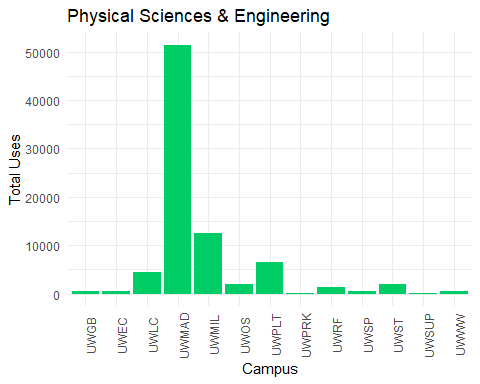 Physical Sciences & Engineering
Total Uses
50000
40000
30000
20000
10000
0
UWGB
UWEC
UWLC
UWMAD
UWMIL
UWOS
UWPLT
UWPRK
UWRF
UWSP
UWST
UWSUP
UWWW
Campus